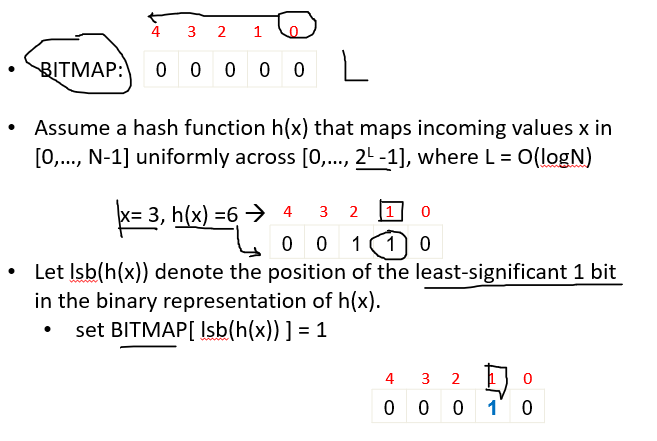 4 3 2 1 0
• BITMAP: 0 0 0 0 0 L
• Assume a hash function h(x) that maps incoming values x in
[0,…, N-1] uniformly across [0,…, 2^L -1], where L = O(logN)
x= 3, h(x) =6 → 4 3 2 1 0
0 0 1 1 0
• Let lsb(h(x)) denote the position of the least-significant 1 bit
in the binary representation of h(x).
• set BITMAP[ lsb(h(x)) ] = 1
4 3 2 1 0
0 0 0 1 0